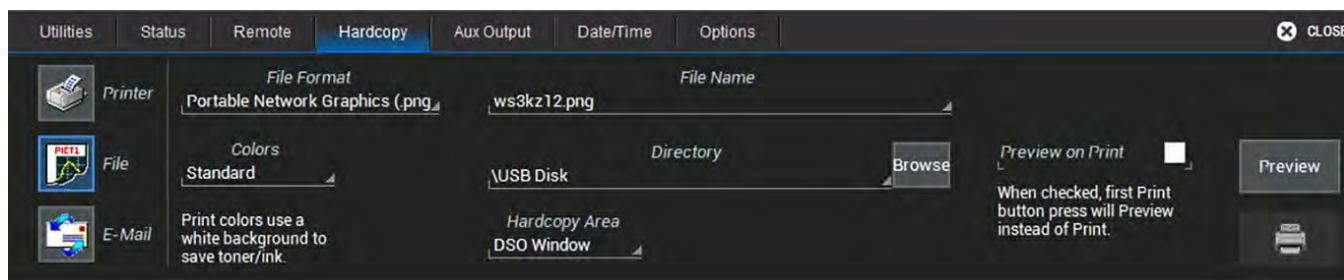 Utilities
Status
Remote
Hardcopy
Aux Output
Date/Time
Options
CLOSE
Printer
File
E-Mail
PICT1
File Format
Portable Network Graphics (.png
Colors
Standard
Print colors use a
white background to
save toner/ink.
File Name
ws3kz12.png
Directory
\USB Disk
Browse
Hardcopy Area
DSO Window
Preview on Print
When checked, first Print
button press will Preview
instead of Print.
Preview